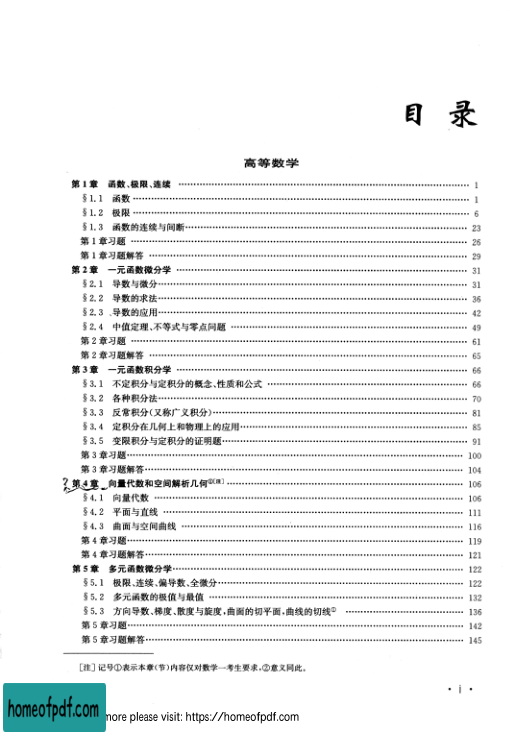 目 录
高等数学
第1章 函数、极限、连续 …… 1
§1.1 函数 …… 1
§1.2 极限 …… 6
§1.3 函数的连续与间断 …… 23
第1章习题 …… 26
第1章习题解答 …… 29
第2章 一元函数微分学 …… 31
§2.1 导数与微分 …… 31
§2.2 导数的求法 …… 36
§2.3 导数的应用 …… 42
§2.4 中值定理、不等式与零点问题 …… 49
第2章习题 …… 61
第2章习题解答 …… 65
第3章 一元函数积分学 …… 66
§3.1 不定积分与定积分的概念、性质和公式 …… 66
§3.2 各种积分法 …… 70
§3.3 反常积分(又称广义积分) …… 81
§3.4 定积分在几何上和物理上的应用 …… 85
§3.5 变限积分与定积分的证明题 …… 91
第3章习题 …… 100
第3章习题解答 …… 104
第4章 向量代数和空间解析几何①[注] …… 106
§4.1 向量代数 …… 106
§4.2 平面与直线 …… 111
§4.3 曲面与空间曲线 …… 116
第4章习题 …… 119
第4章习题解答 …… 121
第5章 多元函数微分学 …… 122
§5.1 极限、连续、偏导数、全微分 …… 122
§5.2 多元函数的极值与最值 …… 132
§5.3 方向导数、梯度、散度与旋度,曲面的切平面,曲线的切线① …… 136
第5章习题 …… 142
第5章习题解答 …… 145
[注] 记号①表示本章(节)内容仅对数学一考生要求,②意义同此。
· i ·
homeofpdf.com
more please visit: https://homeofpdf.com